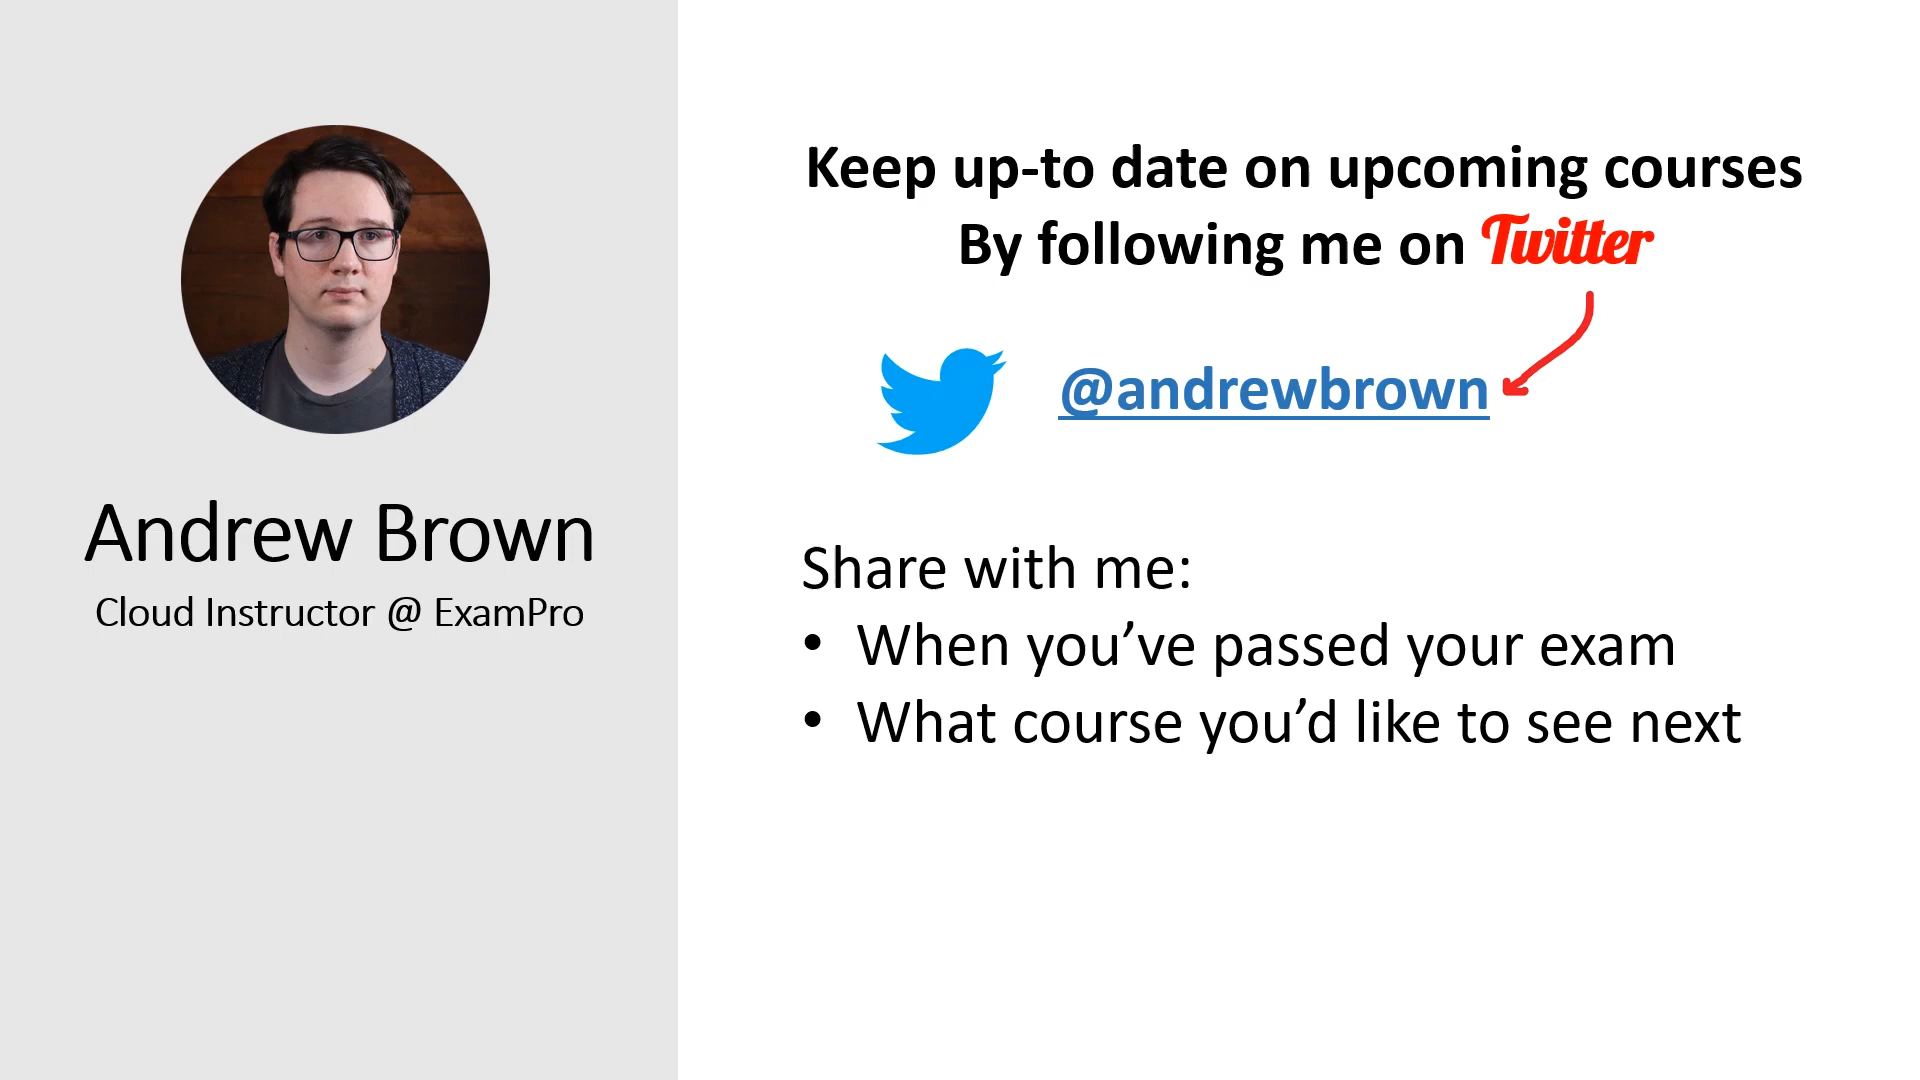 Andrew Brown
Cloud Instructor @ ExamPro
Keep up-to date on upcoming courses
By following me on Twitter
@andrewbrown
Share with me:
• When you’ve passed your exam
• What course you’d like to see next